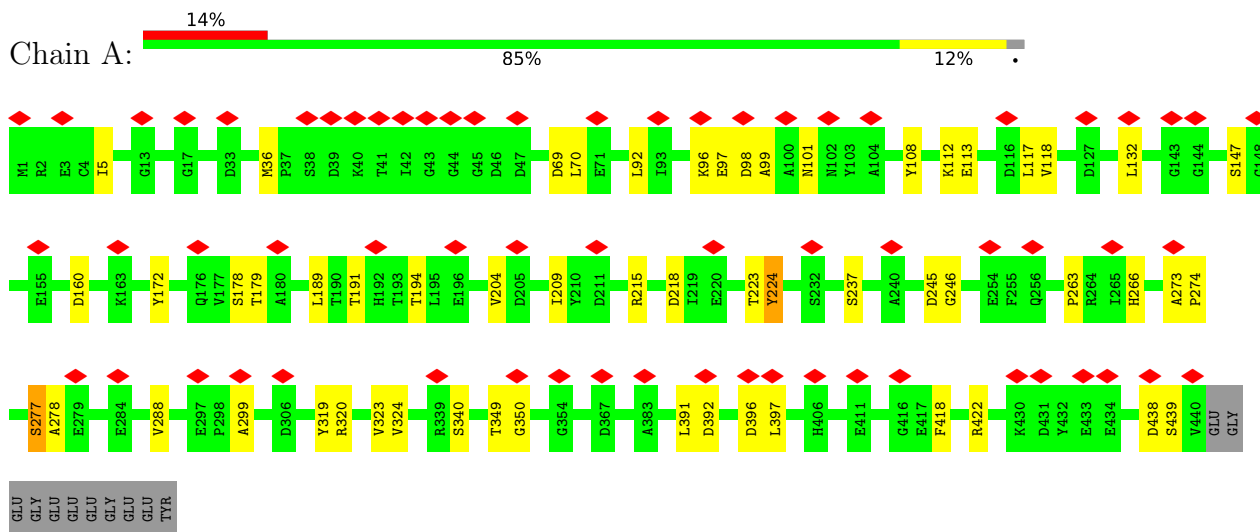 14%
Chain A:
85% 12% •
M1 R2 E3 C4 I5 G13 G17 D33 M36 P37 S38 D39 K40 T41 I42 G43 G44 G45 D46 D47 D69 L70 E71 L92 I93 K96 E97 D98 A99 A100 N101 N102 Y103 A104 Y108 K112 E113 D116 L117 V118 D127 L132 G143 G144 S147 G148
E155 D160 K163 Y172 Q176 V177 S178 T179 A180 L189 T190 T191 H192 T193 T194 L195 E196 V204 D205 I209 Y210 D211 R215 D218 I219 E220 T223 Y224 S232 S237 A240 D245 G246 E254 F255 Q256 P263 R264 I265 H266 A273 P274
S277 A278 E279 E284 V288 E297 P298 A299 D306 Y319 R320 V323 V324 R339 S340 T349 G350 G354 D367 A383 L391 D392 D396 L397 H406 E411 G416 E417 F418 R422 K430 D431 Y432 E433 E434 D438 S439 V440 GLU GLY
GLU GLY GLU GLU GLU GLY GLU GLU TYR